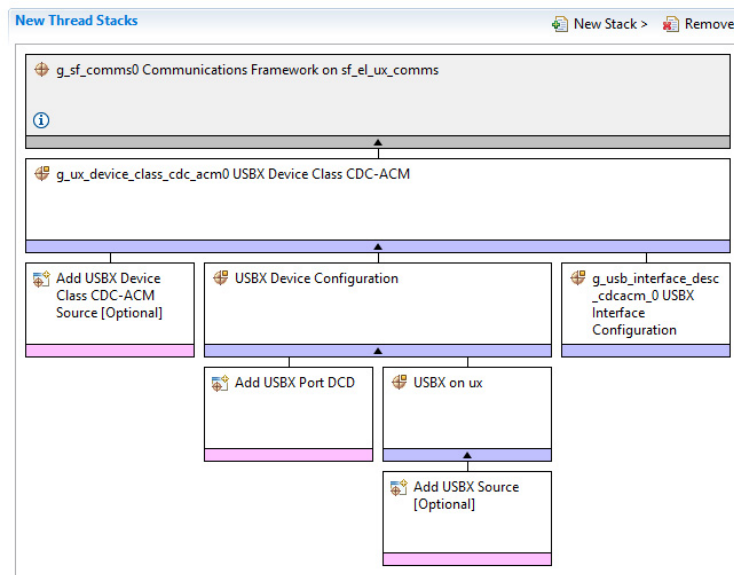 New Thread Stacks
New Stack >
Remove
g_sf_comms0 Communications Framework on sf_el_ux_comms
g_ux_device_class_cdc_acm0 USBX Device Class CDC-ACM
Add USBX Device
Class CDC-ACM
Source [Optional]
USBX Device Configuration
g_usb_interface_desc
_cdcacm_0 USBX
Interface
Configuration
Add USBX Port DCD
USBX on ux
Add USBX Source
[Optional]